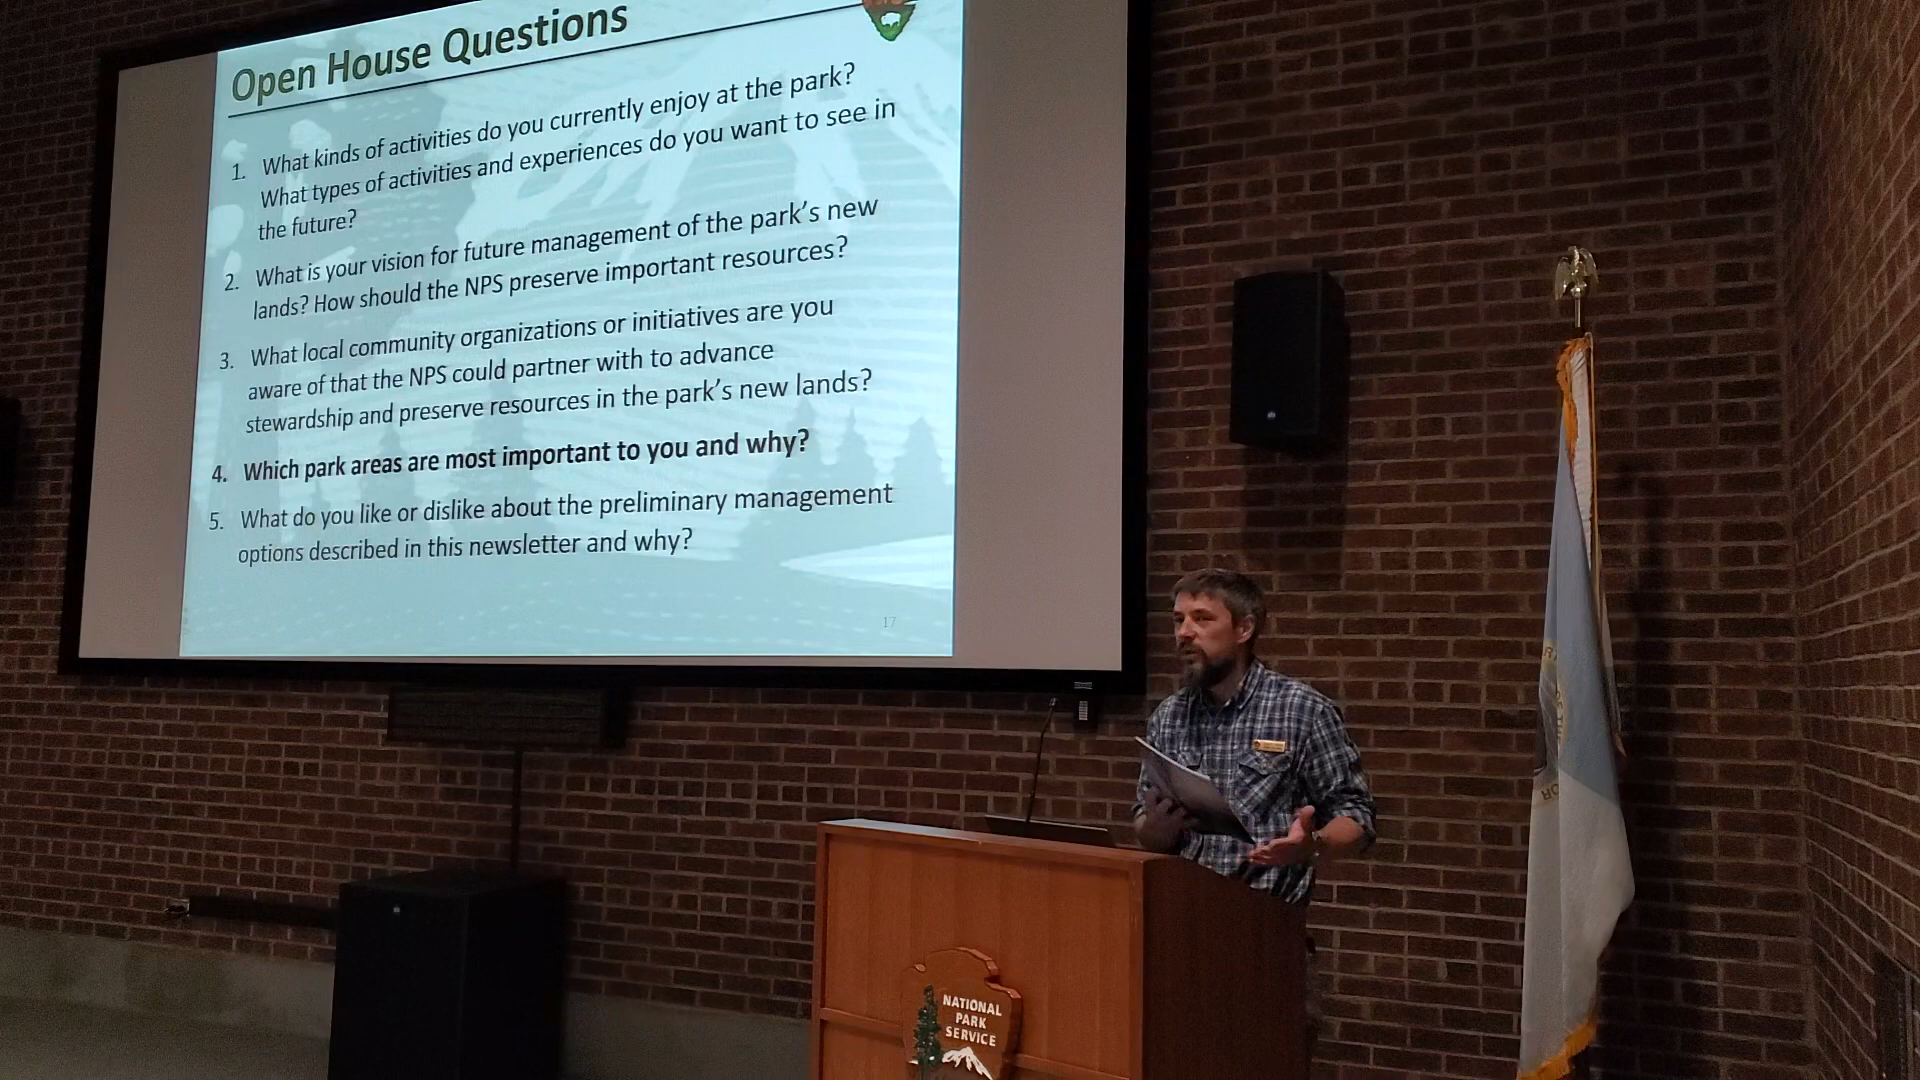 Open House Questions
1. What kinds of activities do you currently enjoy at the park?
What types of activities and experiences do you want to see in
the future?
2. What is your vision for future management of the park's new
lands? How should the NPS preserve important resources?
3. What local community organizations or initiatives are you
aware of that the NPS could partner with to advance
stewardship and preserve resources in the park's new lands?
4. Which park areas are most important to you and why?
5. What do you like or dislike about the preliminary management
options described in this newsletter and why?
17
NATIONAL
PARK
SERVICE